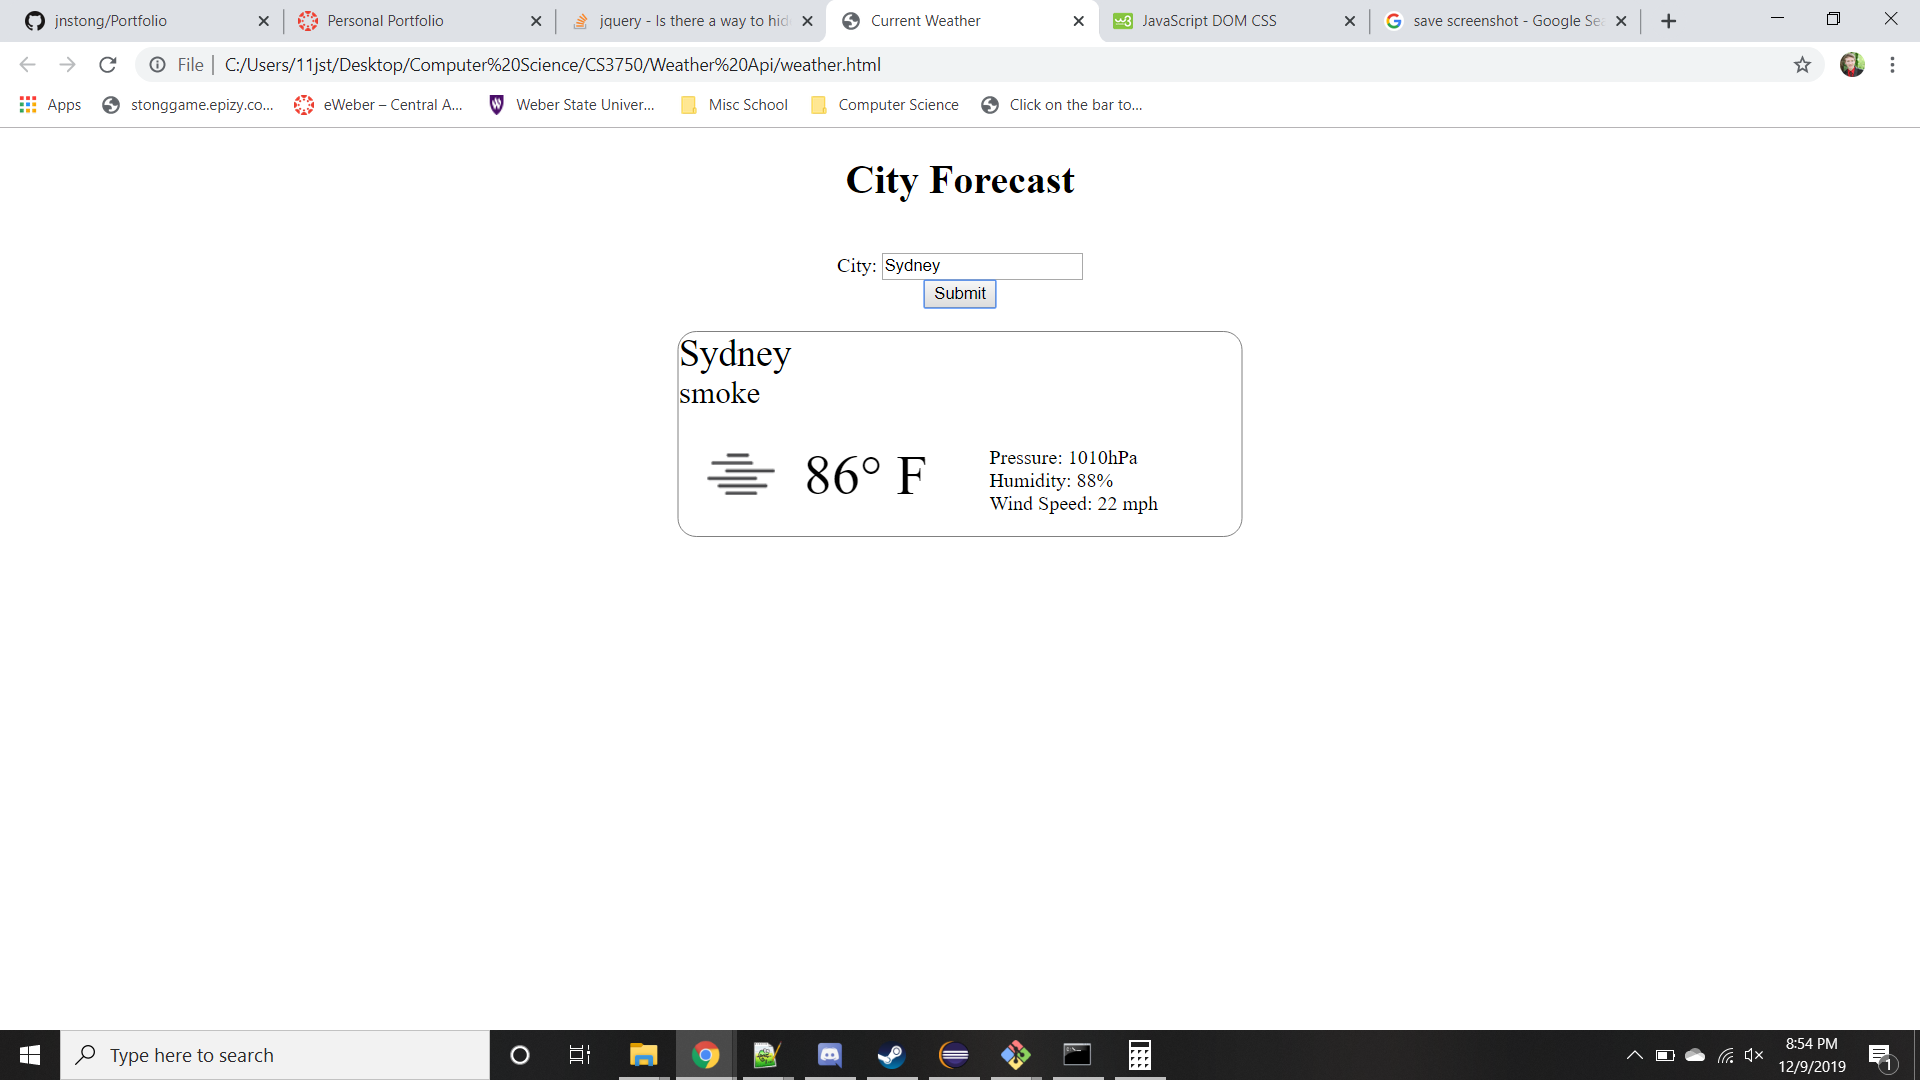 jnstong/Portfolio
Personal Portfolio
jquery - Is there a way to hid
Current Weather
JavaScript DOM CSS
save screenshot - Google Sea
File
C:/Users/11jst/Desktop/Computer%20Science/CS3750/Weather%20Api/weather.html
Apps
stonggame.epizy.co...
eWeber – Central A...
Weber State Univer...
Misc School
Computer Science
Click on the bar to...
City Forecast
City: Sydney
Submit
Sydney
smoke
86° F
Pressure: 1010hPa
Humidity: 88%
Wind Speed: 22 mph
Type here to search
8:54 PM
12/9/2019
1